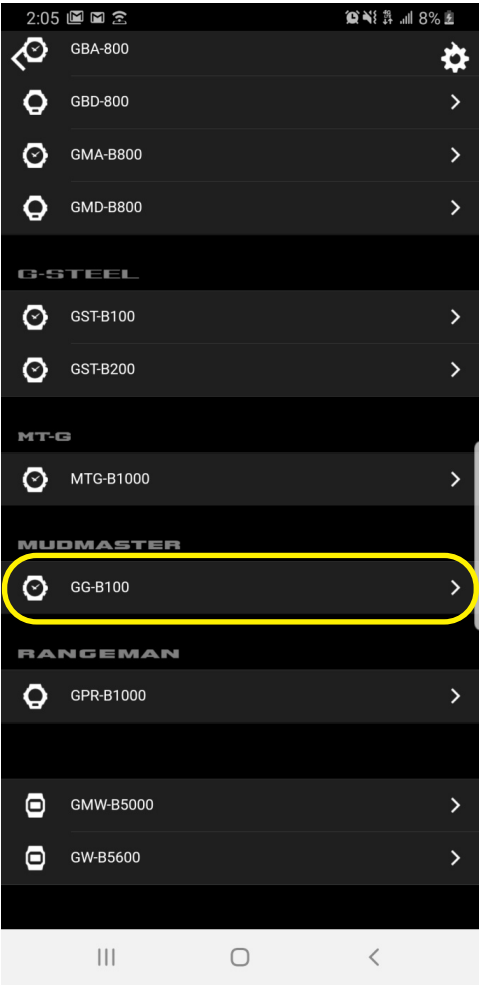 2:05
8%
GBA-800
GBD-800
GMA-B800
GMD-B800
G-STEEL
GST-B100
GST-B200
MT-G
MTG-B1000
MUDMASTER
GG-B100
RANGEMAN
GPR-B1000
GMW-B5000
GW-B5600